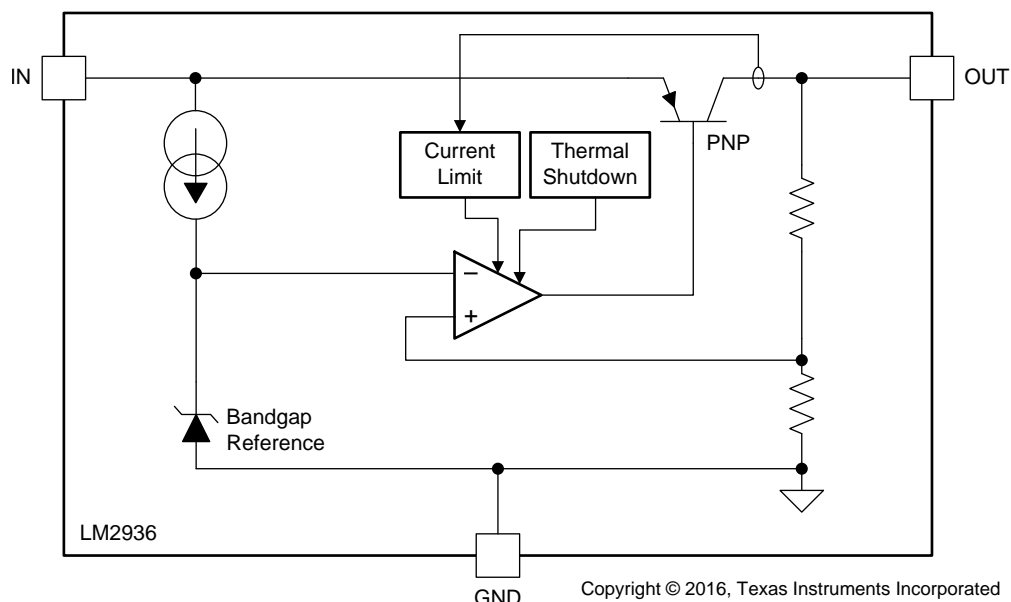 IN
OUT
PNP
Current
Limit
Thermal
Shutdown
−
+
Bandgap
Reference
LM2936
GND
Copyright © 2016, Texas Instruments Incorporated